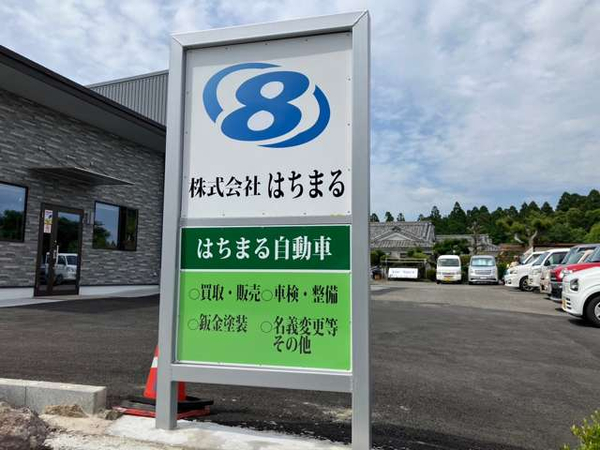 8
株式会社 はちまる
はちまる自動車
○買取・販売○車検・整備
○鈑金塗装 ○名義変更等
その他